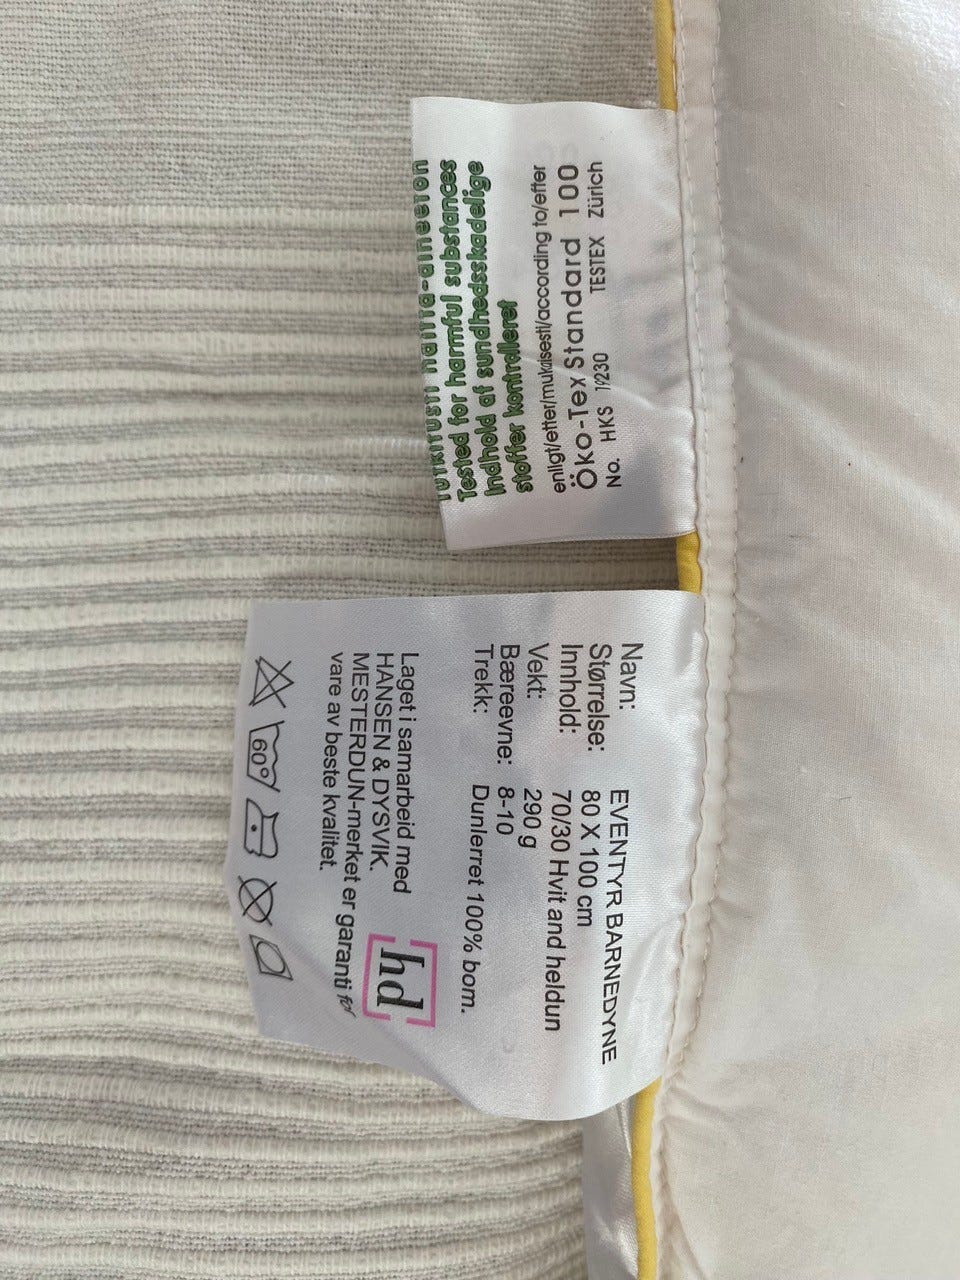 Tutkitusti haitta-aineeton
Tested for harmful substances
Indhold af sundhedsskadelige
stoffer kontrolleret
enligt/etter/mukaisesti/according to/efter
Öko-Tex Standard 100
No. HKS TESTEX Zürich
Navn: EVENTYR BARNEDYNE
Størrelse: 80 X 100 cm
Innhold: 70/30 Hvit and heldun
Vekt: 290 g
Bæreevne: 8-10
Trekk: Dunlerret 100% bom.
Laget i samarbeid med
HANSEN & DYSVIK.
MESTERDUN-merket er garanti for
vare av beste kvalitet.
hd
60°